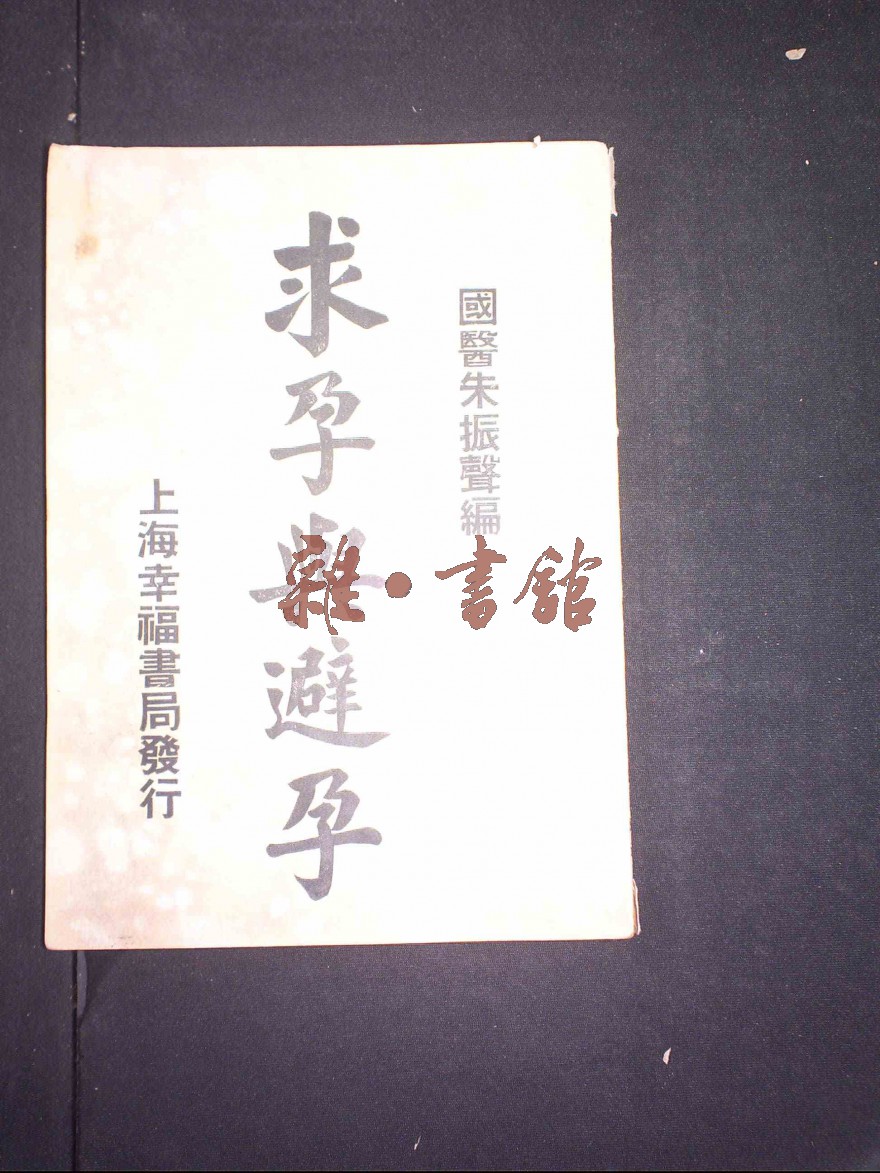 國醫朱振聲編
求孕與避孕
上海幸福書局發行
雜·書館